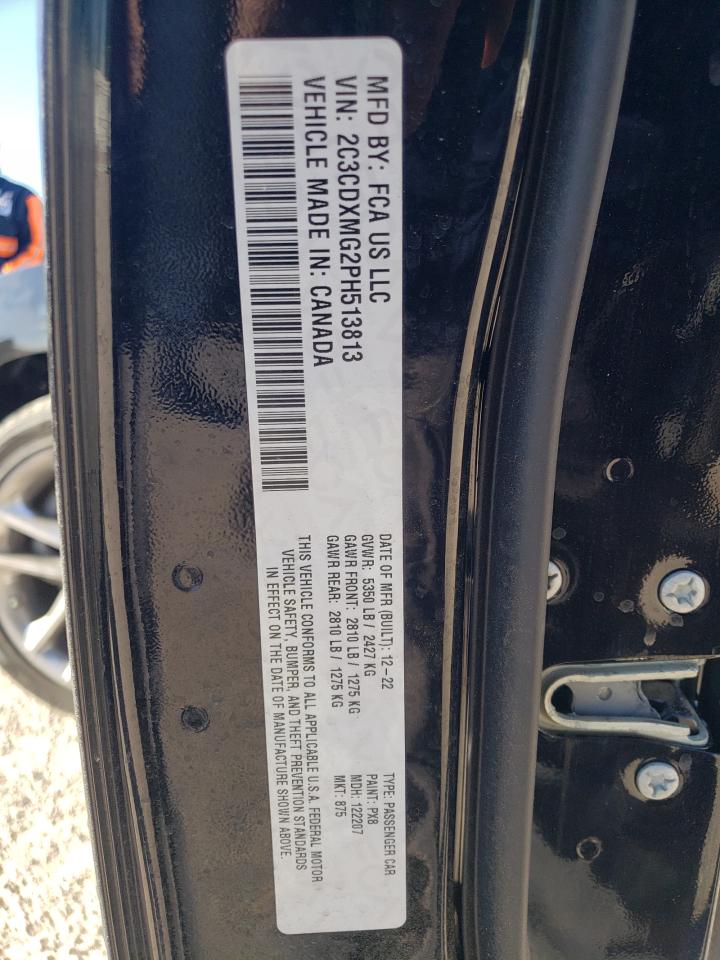 MFD BY: FCA US LLC
VIN: 2C3CDXMG2PH513813
VEHICLE MADE IN: CANADA
DATE OF MFR (BUILT): 12-22
GVWR: 5350 LB / 2427 KG
GAWR FRONT: 2810 LB / 1275 KG
GAWR REAR: 2810 LB / 1275 KG
THIS VEHICLE CONFORMS TO ALL APPLICABLE U.S.A. FEDERAL MOTOR
VEHICLE SAFETY, BUMPER, AND THEFT PREVENTION STANDARDS
IN EFFECT ON THE DATE OF MANUFACTURE SHOWN ABOVE.
TYPE: PASSENGER CAR
PAINT: PX8
MDH: 122207
MKT: 875